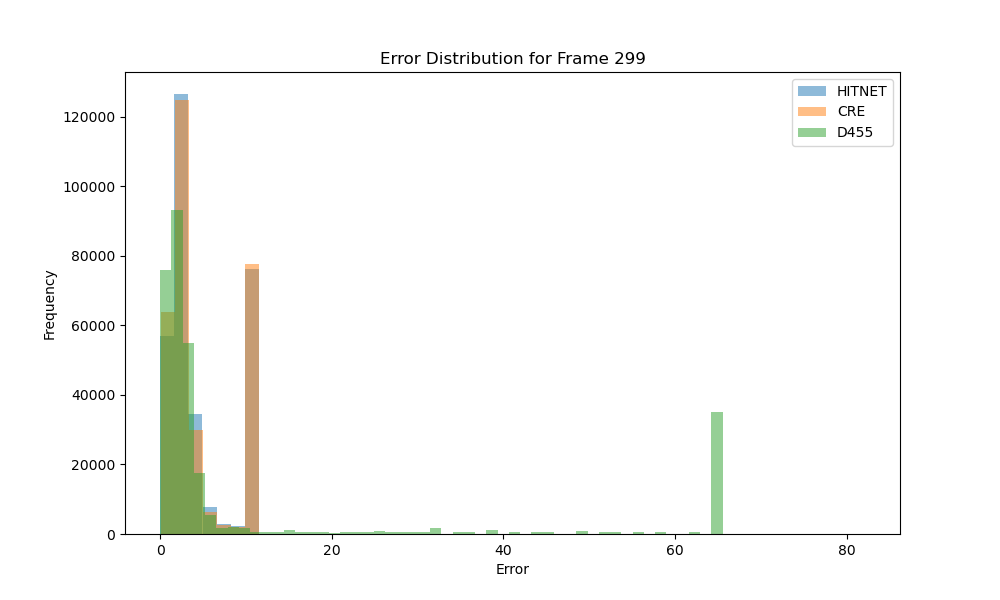 Error Distribution for Frame 299
HITNET
CRE
D455
120000
100000
80000
60000
40000
20000
0
Frequency
0 20 40 60 80
Error